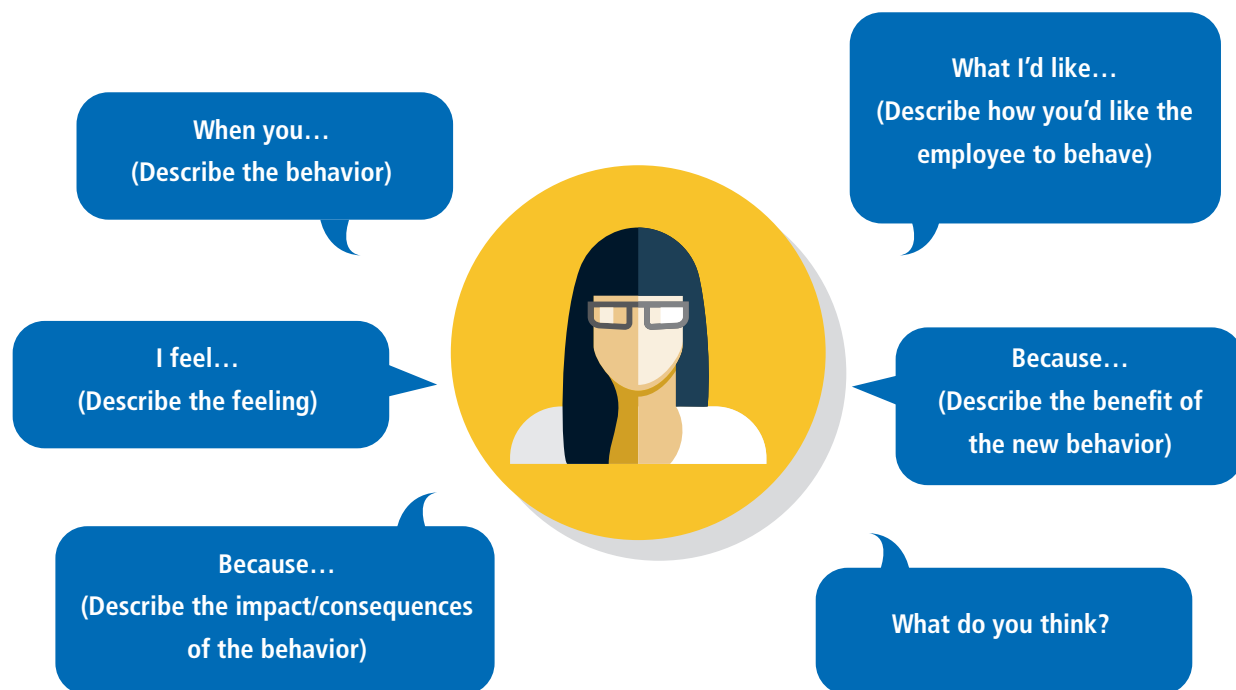 When you…
(Describe the behavior)
I feel…
(Describe the feeling)
Because…
(Describe the impact/consequences
of the behavior)
What I’d like…
(Describe how you’d like the
employee to behave)
Because…
(Describe the benefit of
the new behavior)
What do you think?